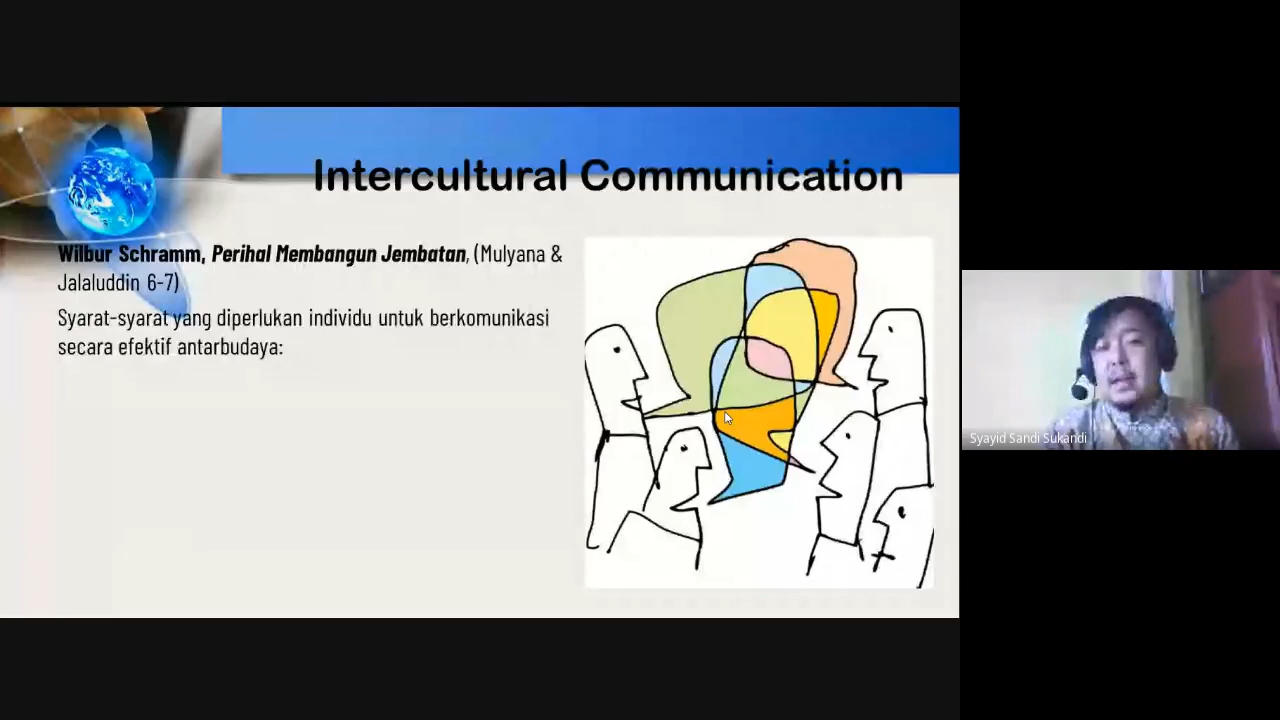 Intercultural Communication
Wilbur Schramm, Perihal Membangun Jembatan, (Mulyana &
Jalaluddin 6-7)
Syarat-syarat yang diperlukan individu untuk berkomunikasi
secara efektif antarbudaya:
Syayid Sandi Sukandi